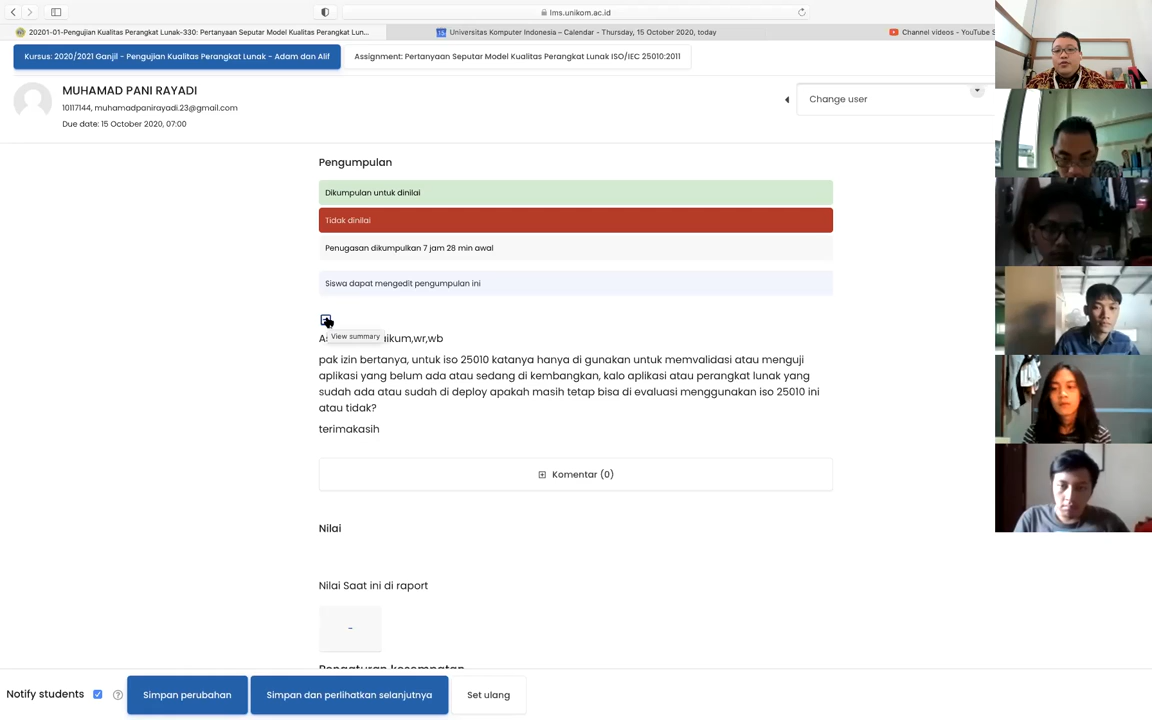 lms.unikom.ac.id
20201-01-Pengujian Kualitas Perangkat Lunak-330: Pertanyaan Seputar Model Kualitas Perangkat Lun...
Universitas Komputer Indonesia – Calendar - Thursday, 15 October 2020, today
Channel videos - YouTube S
Kursus: 2020/2021 Ganjil - Pengujian Kualitas Perangkat Lunak - Adam dan Alif
Assignment: Pertanyaan Seputar Model Kualitas Perangkat Lunak ISO/IEC 25010:2011
MUHAMAD PANI RAYADI
10117144, muhamadpanirayadi.23@gmail.com
Due date: 15 October 2020, 07:00
Change user
Pengumpulan
Dikumpulan untuk dinilai
Tidak dinilai
Penugasan dikumpulkan 7 jam 28 min awal
Siswa dapat mengedit pengumpulan ini
View summary
aikum,wr,wb
pak izin bertanya, untuk iso 25010 katanya hanya di gunakan untuk memvalidasi atau menguji
aplikasi yang belum ada atau sedang di kembangkan, kalo aplikasi atau perangkat lunak yang
sudah ada atau sudah di deploy apakah masih tetap bisa di evaluasi menggunakan iso 25010 ini
atau tidak?
terimakasih
Komentar (0)
Nilai
Nilai Saat ini di raport
-
Pengaturan kesempatan
Notify students
Simpan perubahan
Simpan dan perlihatkan selanjutnya
Set ulang